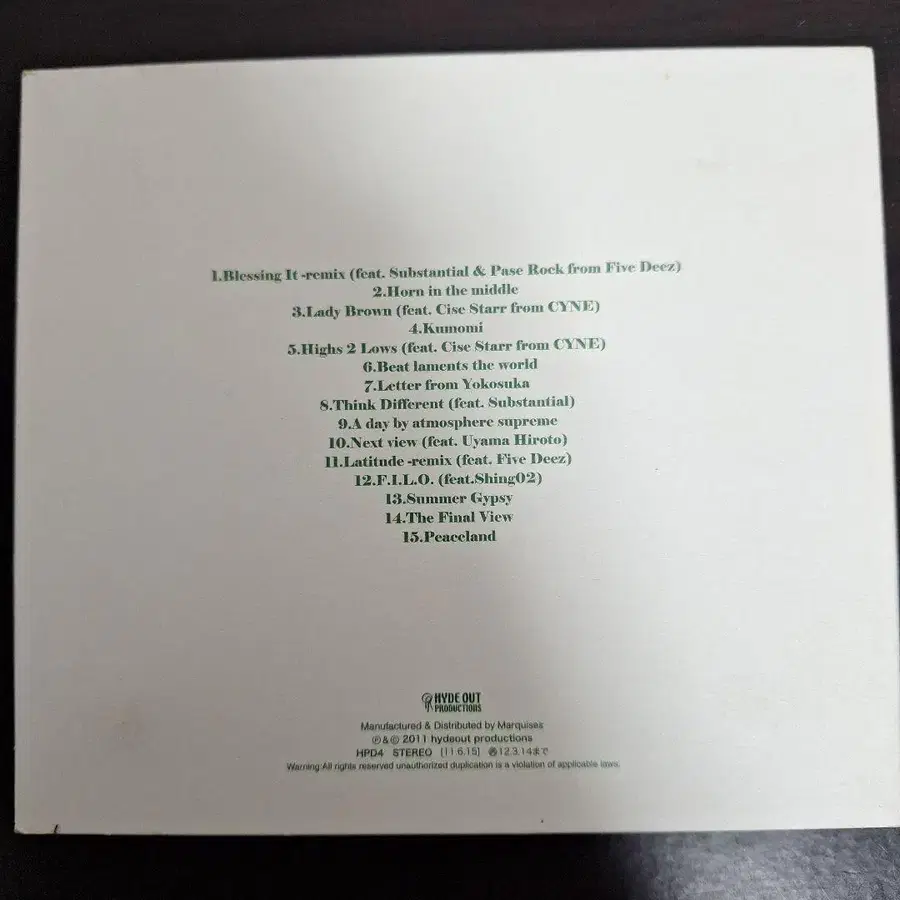 1.Blessing It-remix (feat. Substantial & Pase Rock from Five Deez)
2.Horn in the middle
3.Lady Brown (feat. Cise Starr from CYNE)
4.Kumomi
5.Highs 2 Lows (feat. Cise Starr from CYNE)
6.Beat laments the world
7.Letter from Yokosuka
8.Think Different (feat. Substantial)
9.A day by atmosphere supreme
10.Next view (feat. Uyama Hiroto)
11.Latitude-remix (feat. Five Deez)
12.F.I.L.O. (feat.Shing02)
13.Summer Gypsy
14.The Final View
15.Peaceland
HYDE OUT
PRODUCTIONS
Manufactured & Distributed by Marquises
Ⓟ&© 2011 hydeout productions
HPD4 STEREO [11.6.15] 12.3.14まで
Warning:All rights reserved unauthorized duplication is a violation of applicable laws.